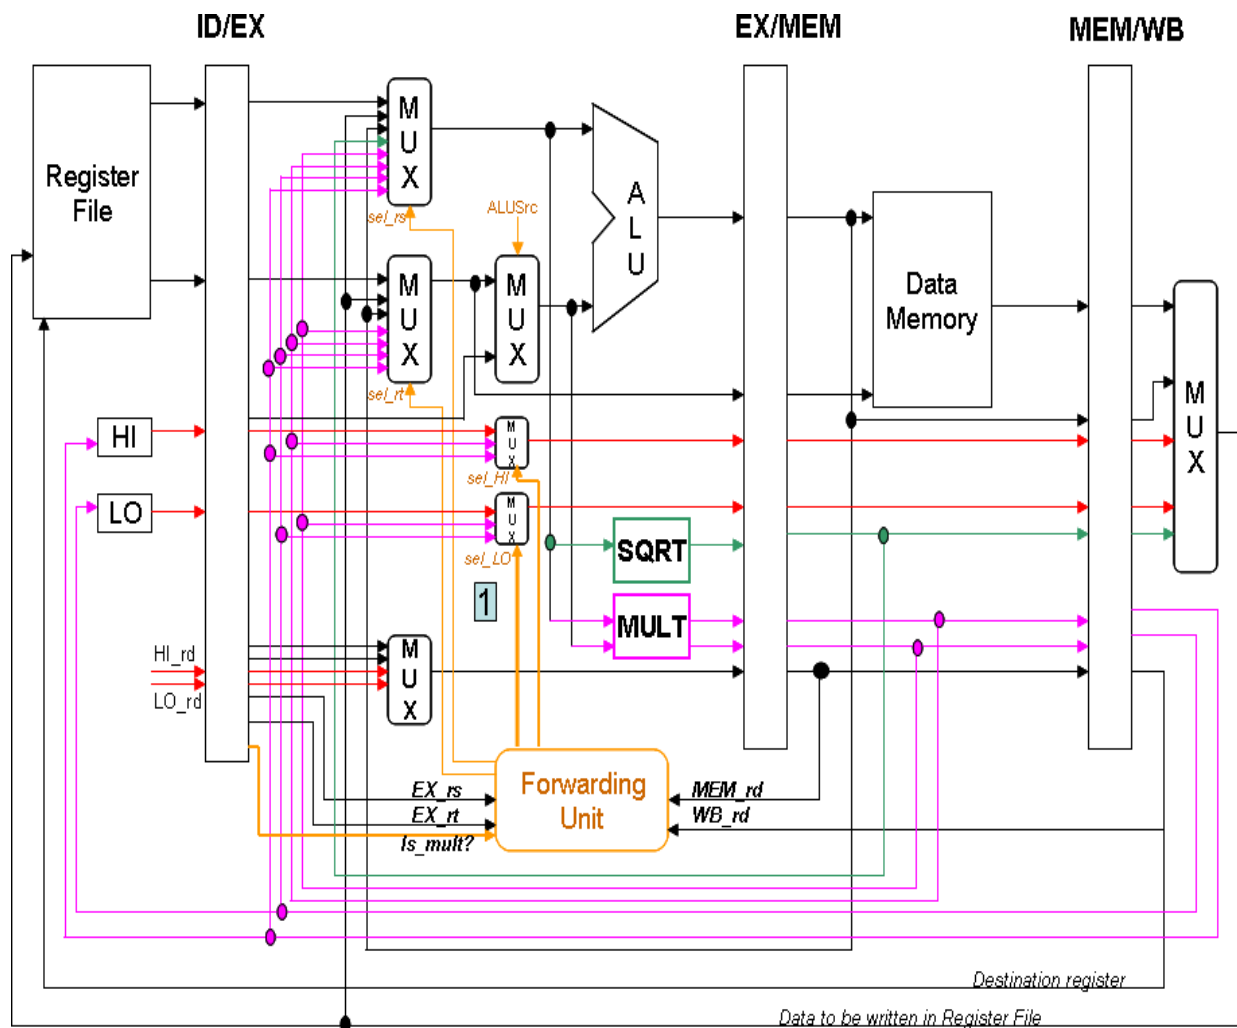 ID/EX
EX/MEM
MEM/WB
Register
File
M
U
X
sel_rs
ALUSrc
A
L
U
M
U
X
sel_rt
M
U
X
Data
Memory
M
U
X
HI
M
U
X
sel_HI
LO
M
U
X
sel_LO
SQRT
1
MULT
HI_rd
LO_rd
M
U
X
Forwarding
Unit
EX_rs
EX_rt
Is_mult?
MEM_rd
WB_rd
Destination register
Data to be written in Register File